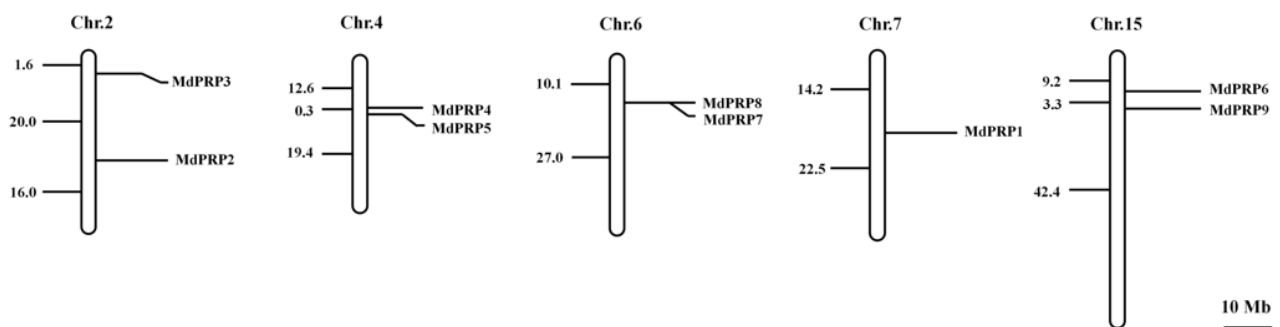 Chr.2
1.6
MdPRP3
20.0
MdPRP2
16.0
Chr.4
12.6
0.3
MdPRP4
MdPRP5
19.4
Chr.6
10.1
MdPRP8
MdPRP7
27.0
Chr.7
14.2
MdPRP1
22.5
Chr.15
9.2
MdPRP6
3.3
MdPRP9
42.4
10 Mb